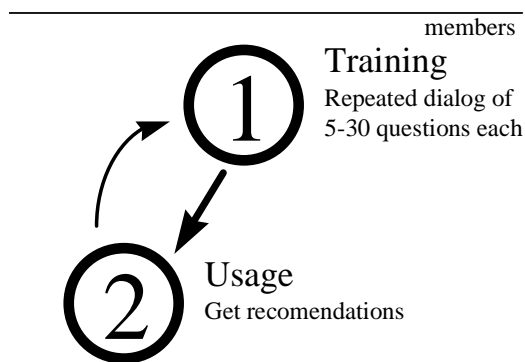 members
1
Training
Repeated dialog of
5-30 questions each
2
Usage
Get recomendations